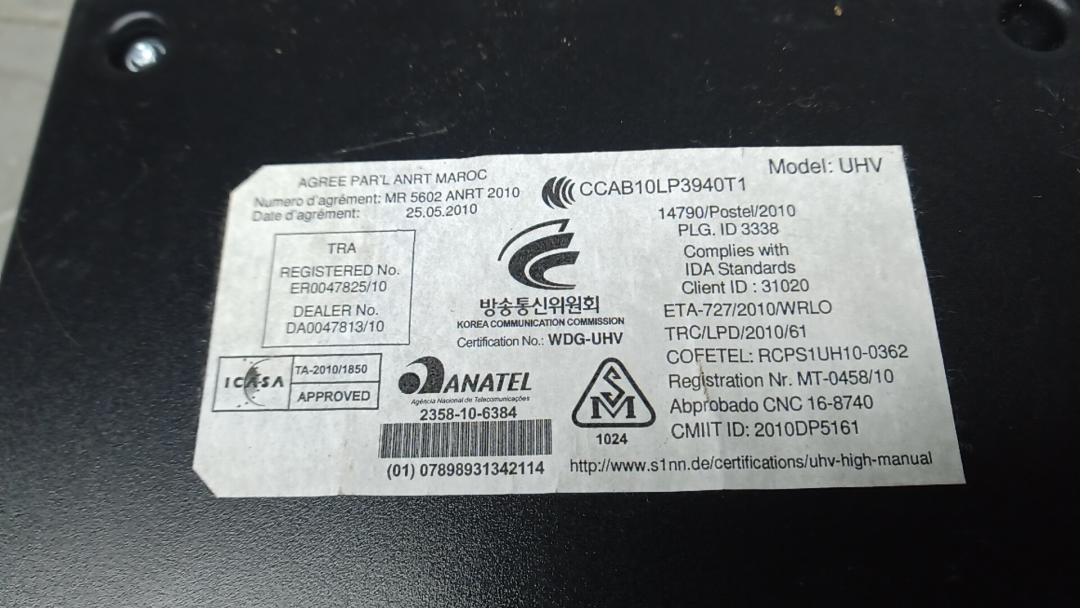 Model: UHV
AGREE PAR'L ANRT MAROC
Numero d'agrément: MR 5602 ANRT 2010
Date d'agrément: 25.05.2010
TRA
REGISTERED No.
ER0047825/10
DEALER No.
DA0047813/10
ICASA
TA-2010/1850
APPROVED
CCAB10LP3940T1
방송통신위원회
KOREA COMMUNICATION COMMISSION
Certification No.: WDG-UHV
ANATEL
Agência Nacional de Telecomunicações
2358-10-6384
(01) 07898931342114
SM
1024
14790/Postel/2010
PLG. ID 3338
Complies with
IDA Standards
Client ID : 31020
ETA-727/2010/WRLO
TRC/LPD/2010/61
COFETEL: RCPS1UH10-0362
Registration Nr. MT-0458/10
Abprobado CNC 16-8740
CMIIT ID: 2010DP5161
http://www.s1nn.de/certifications/uhv-high-manual